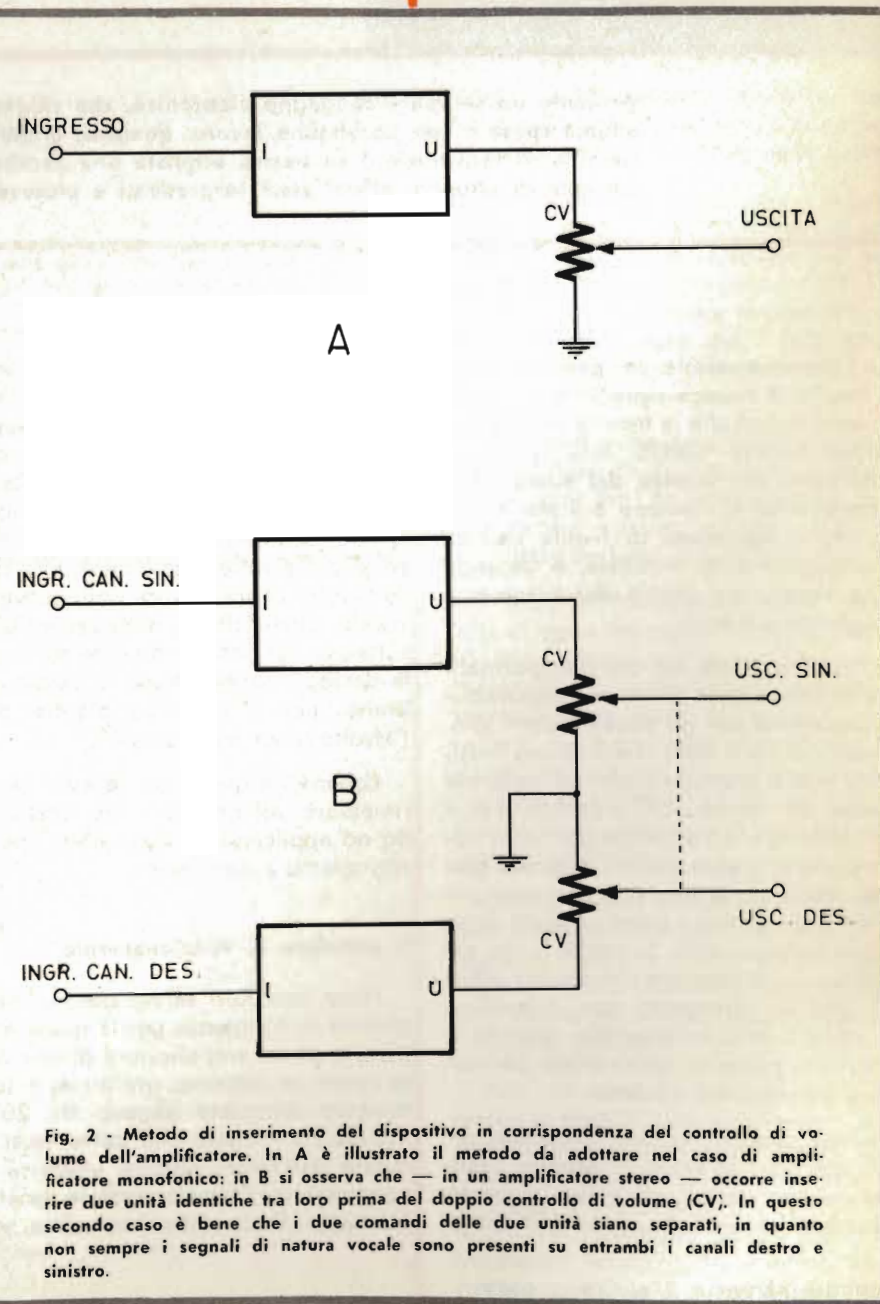 INGRESSO
I
U
CV
USCITA
A
INGR. CAN. SIN.
I
U
CV
USC. SIN.
B
USC. DES.
CV
INGR. CAN. DES.
I
U
Fig. 2 - Metodo di inserimento del dispositivo in corrispondenza del controllo di vo-
lume dell'amplificatore. In A è illustrato il metodo da adottare nel caso di ampli-
ficatore monofonico: in B si osserva che — in un amplificatore stereo — occorre inse-
rire due unità identiche tra loro prima del doppio controllo di volume (CV). In questo
secondo caso è bene che i due comandi delle due unità siano separati, in quanto
non sempre i segnali di natura vocale sono presenti su entrambi i canali destro e
sinistro.